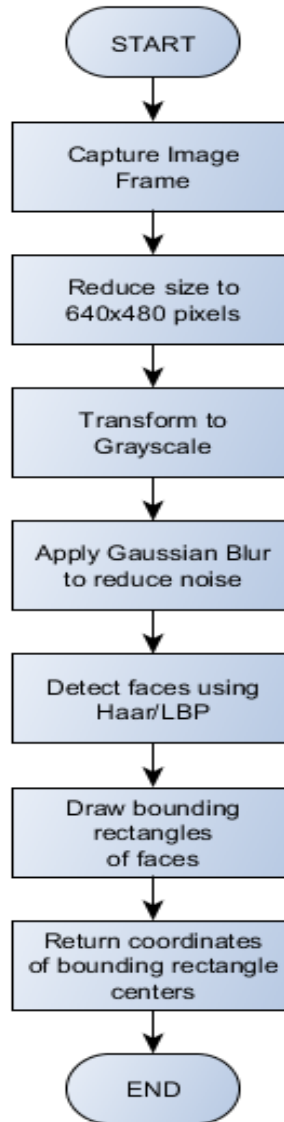 START
Capture Image
Frame
Reduce size to
640x480 pixels
Transform to
Grayscale
Apply Gaussian Blur
to reduce noise
Detect faces using
Haar/LBP
Draw bounding
rectangles
of faces
Return coordinates
of bounding rectangle
centers
END